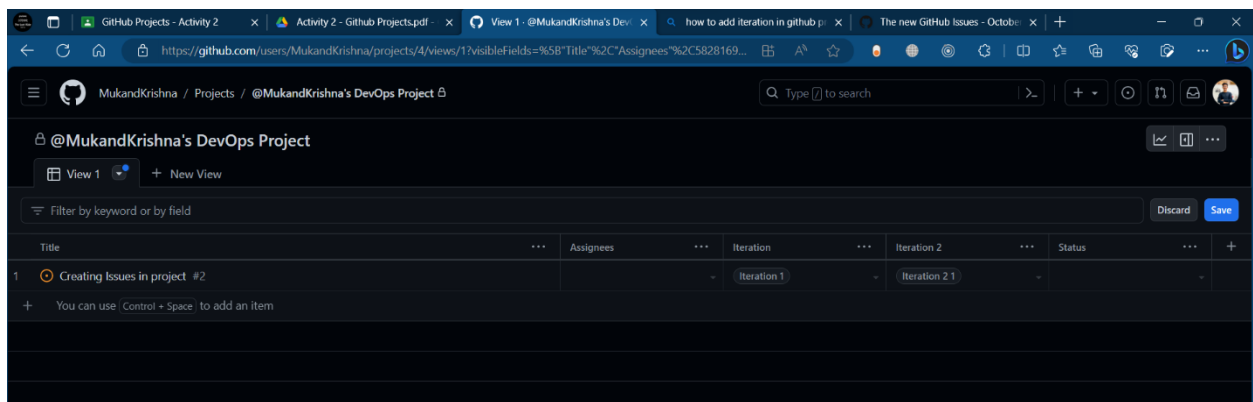 GitHub Projects - Activity 2
Activity 2 - Github Projects.pdf -
View 1 · @MukandKrishna's Dev
how to add iteration in github pr
The new GitHub Issues - October
https://github.com/users/MukandKrishna/projects/4/views/1?visibleFields=%5B"Title"%2C"Assignees"%2C5828169...
MukandKrishna / Projects / @MukandKrishna's DevOps Project
Type / to search
@MukandKrishna's DevOps Project
View 1
+ New View
Filter by keyword or by field
Discard
Save
Title ... Assignees ... Iteration ... Iteration 2 ... Status ... +
1 Creating Issues in project #2 Iteration 1 Iteration 2 1
+ You can use Control + Space to add an item